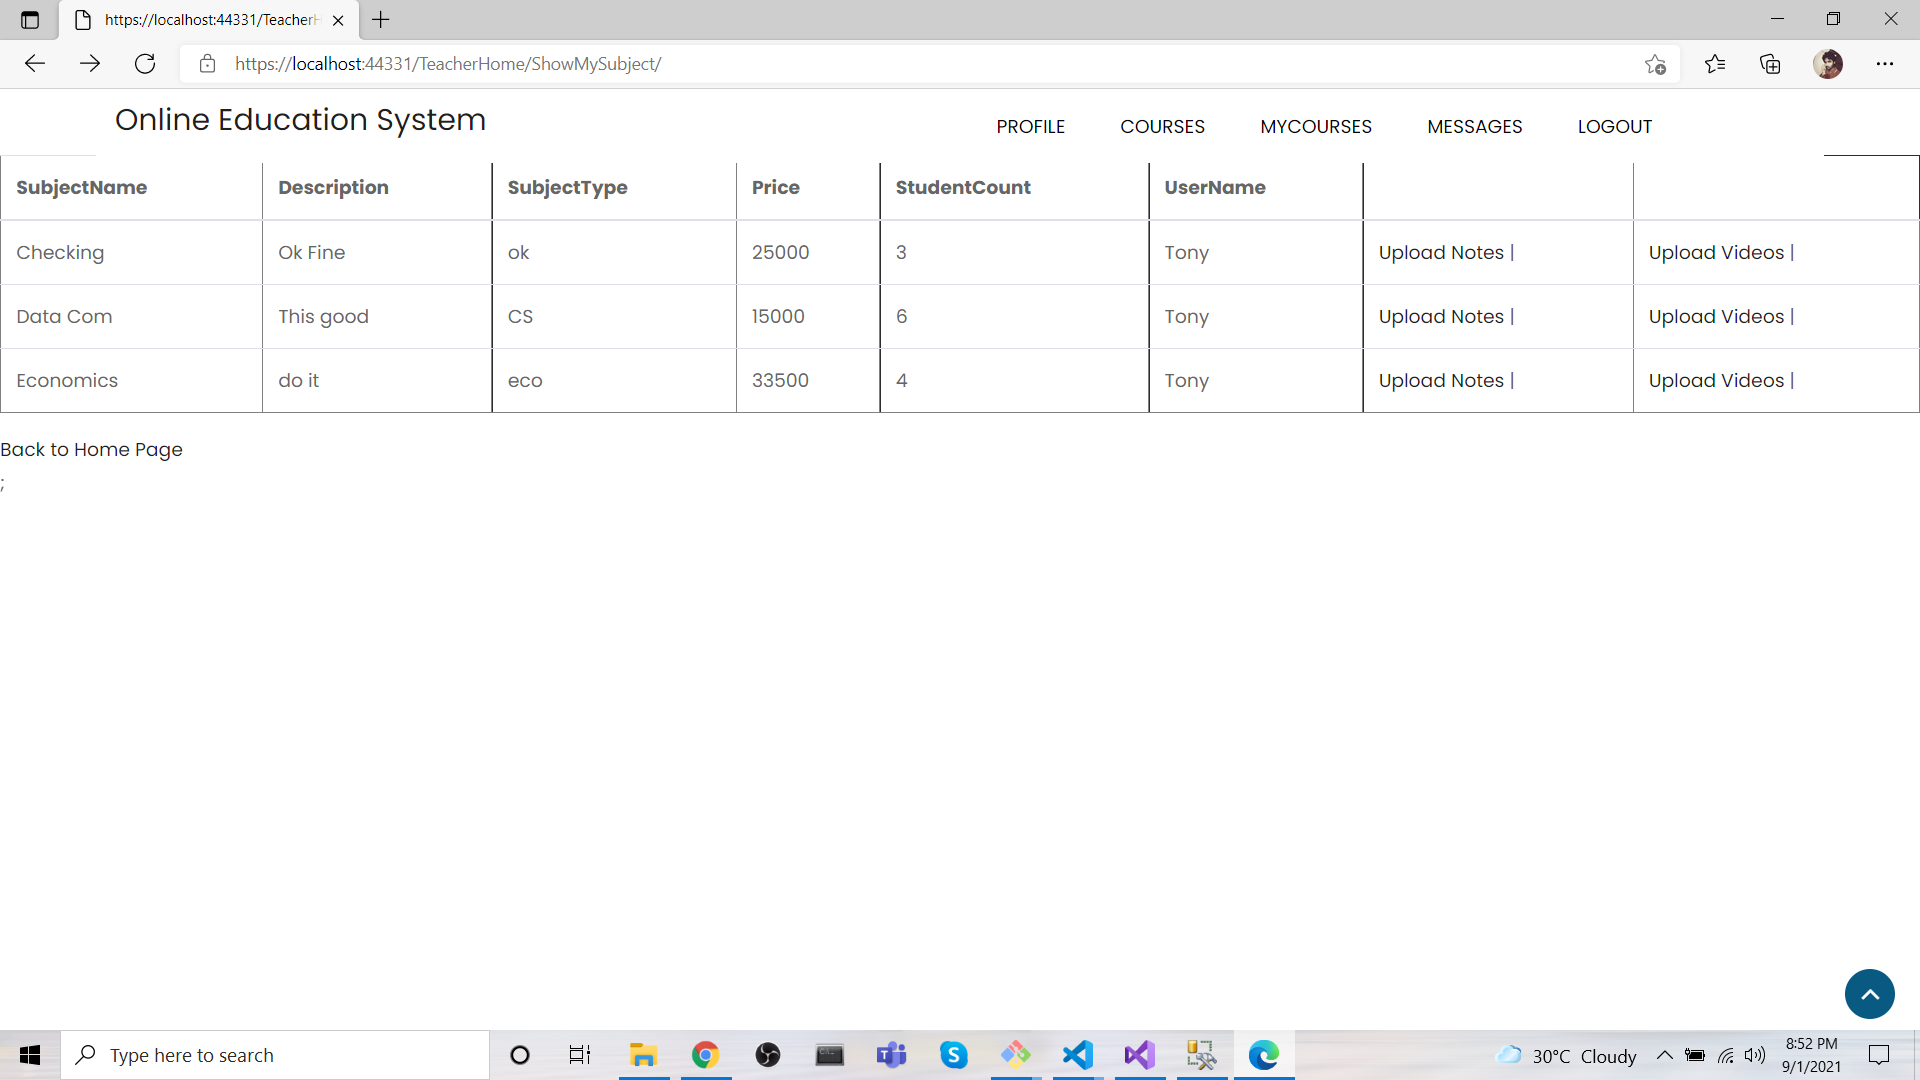 https://localhost:44331/TeacherH
https://localhost:44331/TeacherHome/ShowMySubject/
Online Education System PROFILE COURSES MYCOURSES MESSAGES LOGOUT
SubjectName Description SubjectType Price StudentCount UserName
Checking Ok Fine ok 25000 3 Tony Upload Notes | Upload Videos |
Data Com This good CS 15000 6 Tony Upload Notes | Upload Videos |
Economics do it eco 33500 4 Tony Upload Notes | Upload Videos |
Back to Home Page
;
Type here to search 30°C Cloudy 8:52 PM
9/1/2021